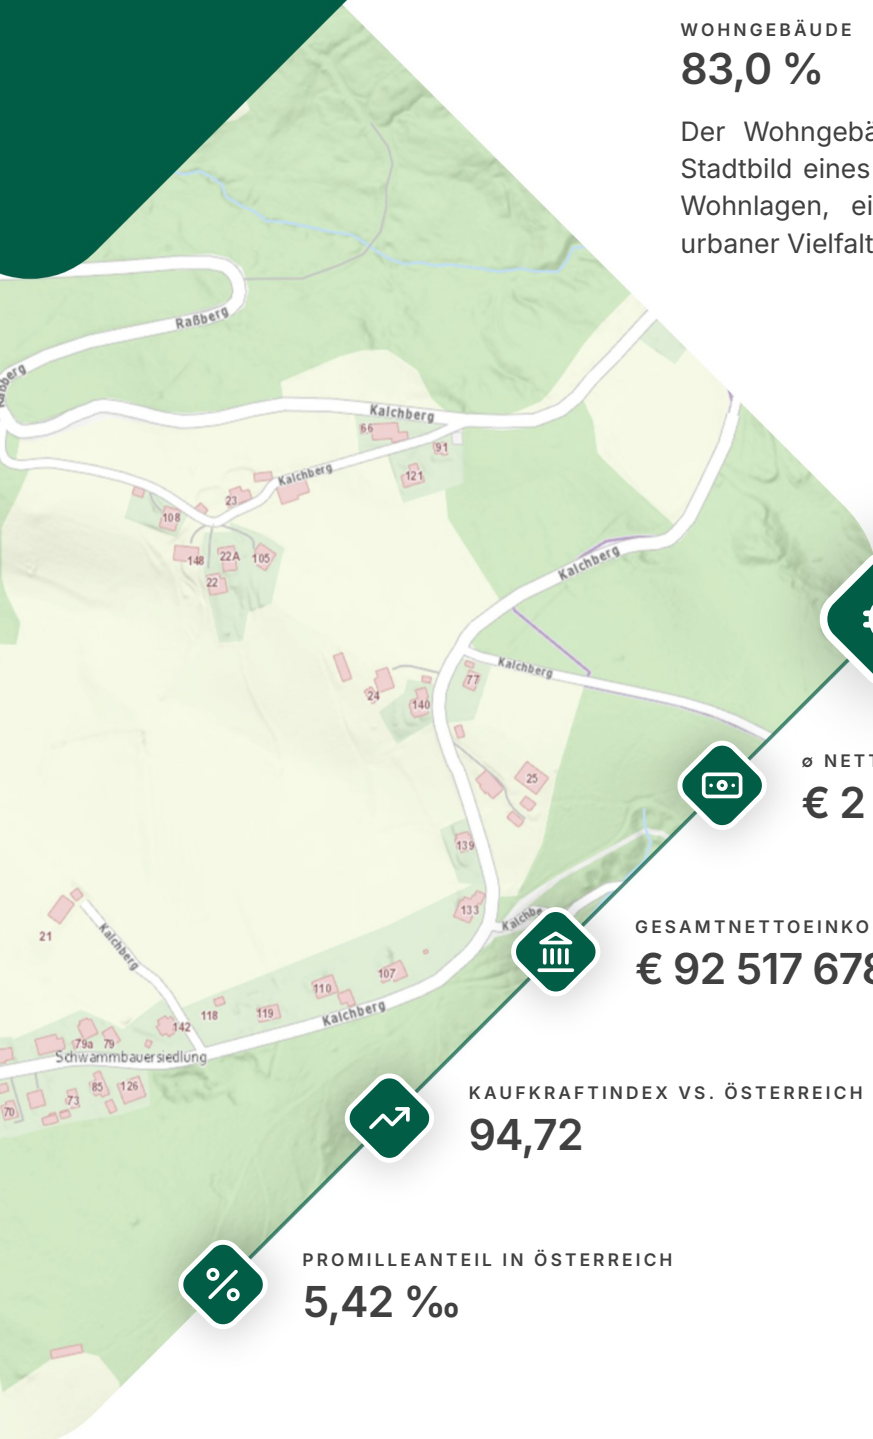 WOHNGEBÄUDE
83,0 %
Der Wohngebä
Stadtbild eines
Wohnlagen, ei
urbaner Vielfalt
Raßberg
Raßberg
Kalchberg
66
91
Kalchberg
121
23
108
148
22A
105
22
Kalchberg
Kalchberg
77
24
140
25
ø NETT
€ 2
139
133
Kalchbe
21
Kalchberg
GESAMTNETTOEINKO
€ 92 517 678
107
110
118
119
Kalchberg
142
79a
79
Schwammbauersiedlung
85
126
73
70
KAUFKRAFTINDEX VS. ÖSTERREICH
94,72
PROMILLEANTEIL IN ÖSTERREICH
5,42 ‰